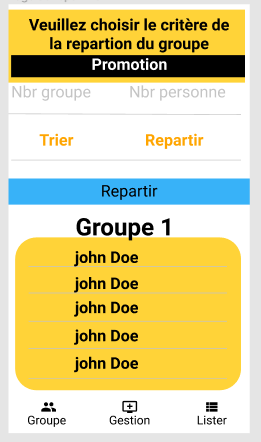 Veuillez choisir le critère de
la repartion du groupe
Promotion
Nbr groupe Nbr personne
Trier Repartir
Repartir
Groupe 1
john Doe
john Doe
john Doe
john Doe
john Doe
Groupe Gestion Lister